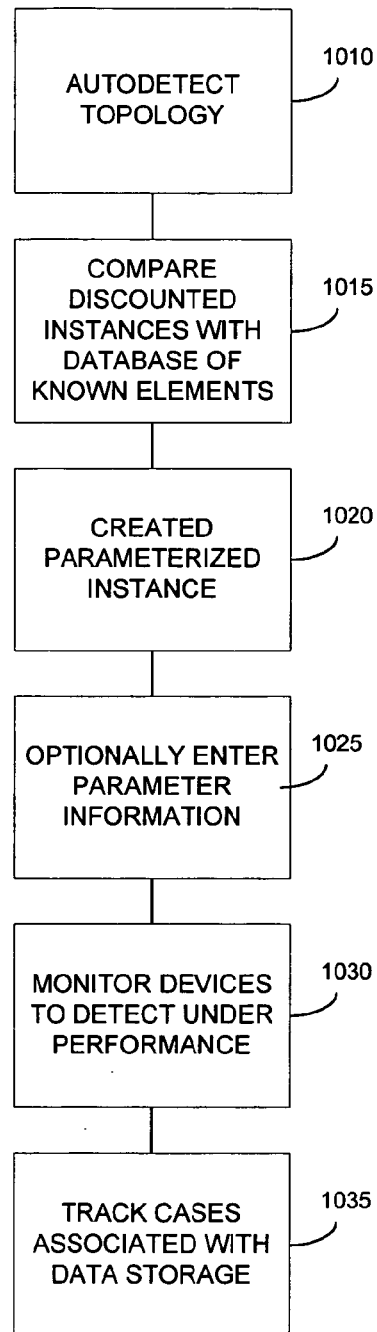 1010
AUTODETECT
TOPOLOGY
1015
COMPARE
DISCOUNTED
INSTANCES WITH
DATABASE OF
KNOWN ELEMENTS
1020
CREATED
PARAMETERIZED
INSTANCE
1025
OPTIONALLY ENTER
PARAMETER
INFORMATION
1030
MONITOR DEVICES
TO DETECT UNDER
PERFORMANCE
1035
TRACK CASES
ASSOCIATED WITH
DATA STORAGE